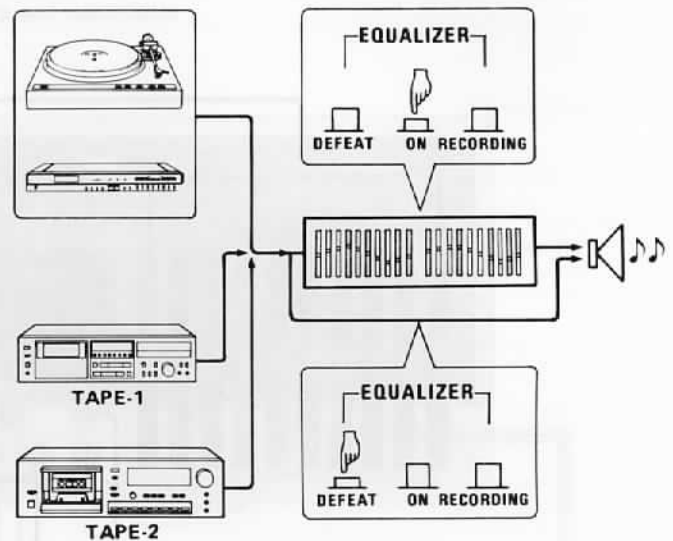 EQUALIZER
DEFEAT ON RECORDING
TAPE-1
EQUALIZER
DEFEAT ON RECORDING
TAPE-2